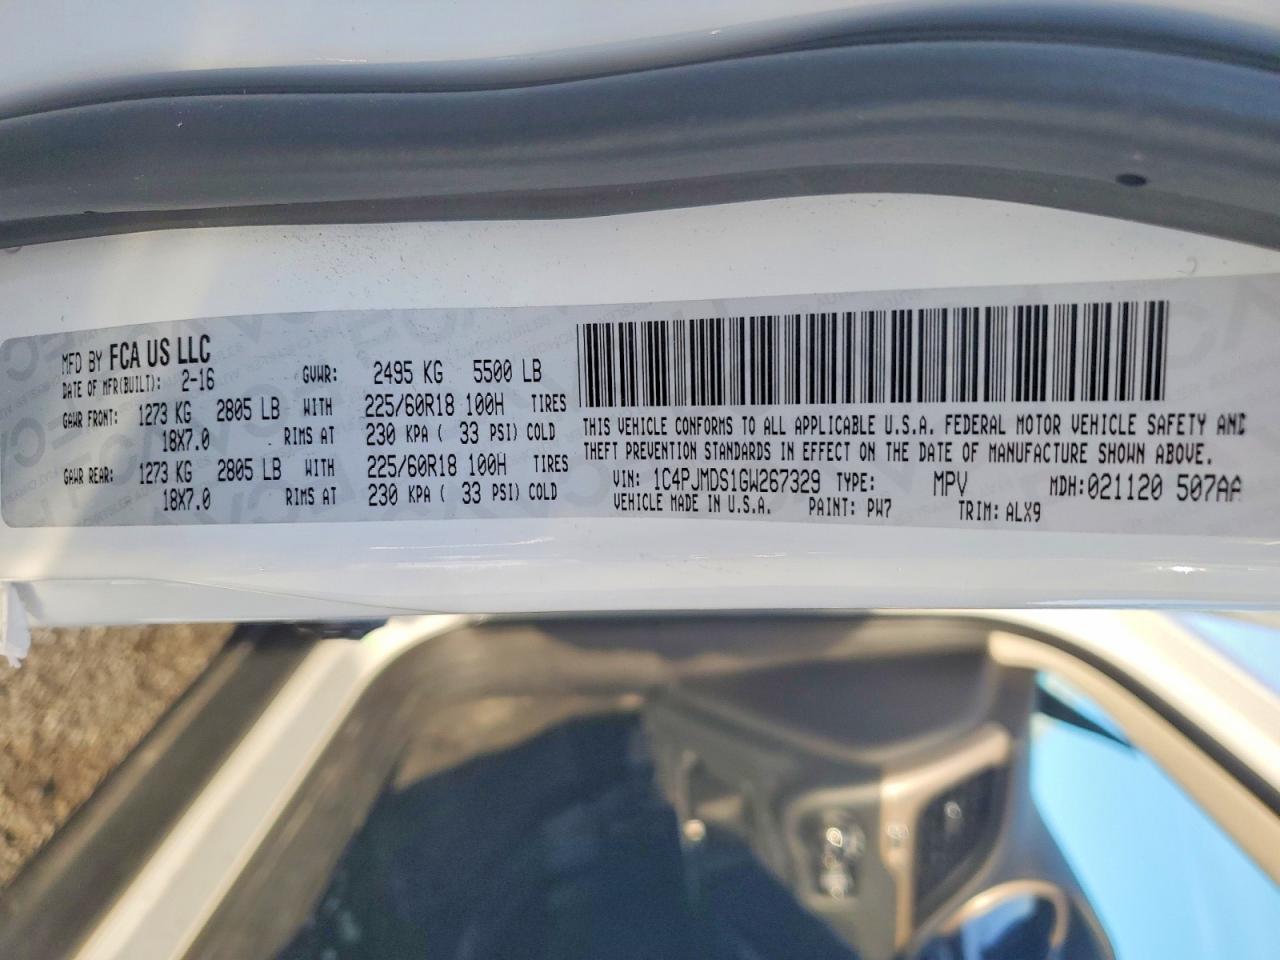 MFD BY FCA US LLC
DATE OF MFR(BUILT): 2-16 GVWR: 2495 KG 5500 LB
GAWR FRONT: 1273 KG 2805 LB WITH 225/60R18 100H TIRES
18X7.0 RIMS AT 230 KPA ( 33 PSI) COLD
GAWR REAR: 1273 KG 2805 LB WITH 225/60R18 100H TIRES
18X7.0 RIMS AT 230 KPA ( 33 PSI) COLD
THIS VEHICLE CONFORMS TO ALL APPLICABLE U.S.A. FEDERAL MOTOR VEHICLE SAFETY AND
THEFT PREVENTION STANDARDS IN EFFECT ON THE DATE OF MANUFACTURE SHOWN ABOVE.
VIN: 1C4PJMDS1GW267329 TYPE: MPV MDH:021120 507AA
VEHICLE MADE IN U.S.A. PAINT: PW7 TRIM: ALX9